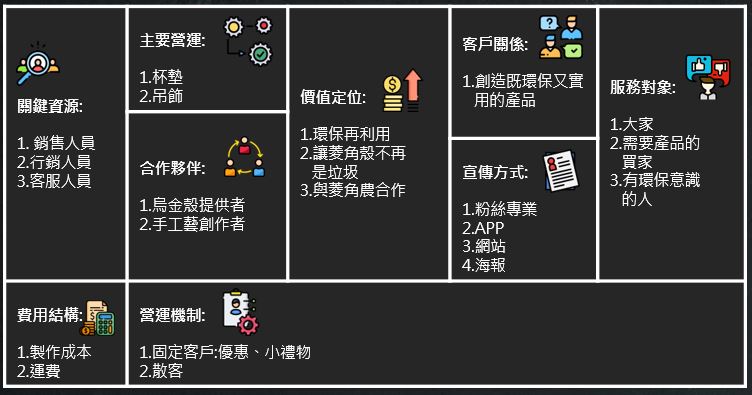 關鍵資源:
1. 銷售人員
2.行銷人員
3.客服人員
主要營運:
1.杯墊
2.吊飾
合作夥伴:
1.烏金殼提供者
2.手工藝創作者
價值定位:
1.環保再利用
2.讓菱角殼不再
是垃圾
3.與菱角農合作
客戶關係:
1.創造既環保又實
用的產品
宣傳方式:
1.粉絲專業
2.APP
3.網站
4.海報
服務對象:
1.大家
2.需要產品的
買家
3.有環保意識
的人
費用結構:
1.製作成本
2.運費
營運機制:
1.固定客戶:優惠、小禮物
2.散客